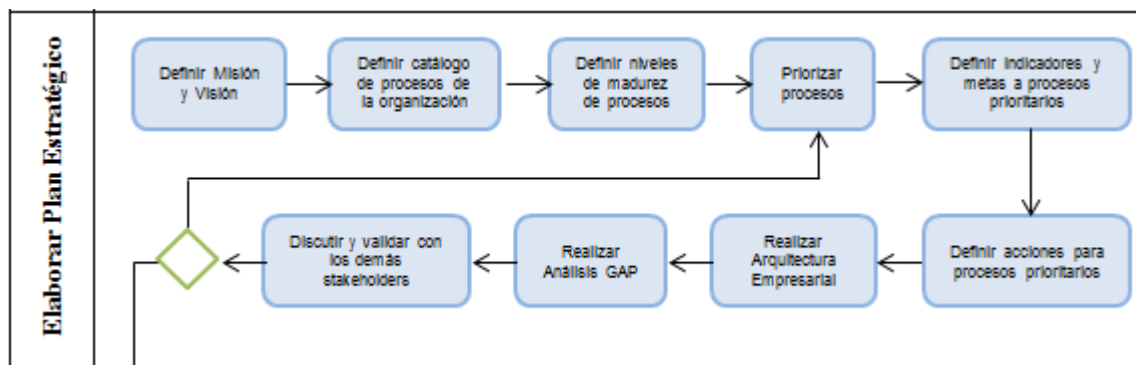 Elaborar Plan Estratégico
Definir Misión
y Visión
Definir catálogo
de procesos de
la organización
Definir niveles
de madurez
de procesos
Priorizar
procesos
Definir indicadores y
metas a procesos
prioritarios
Discutir y validar con
los demás
stakeholders
Realizar
Análisis GAP
Realizar
Arquitectura
Empresarial
Definir acciones para
procesos prioritarios